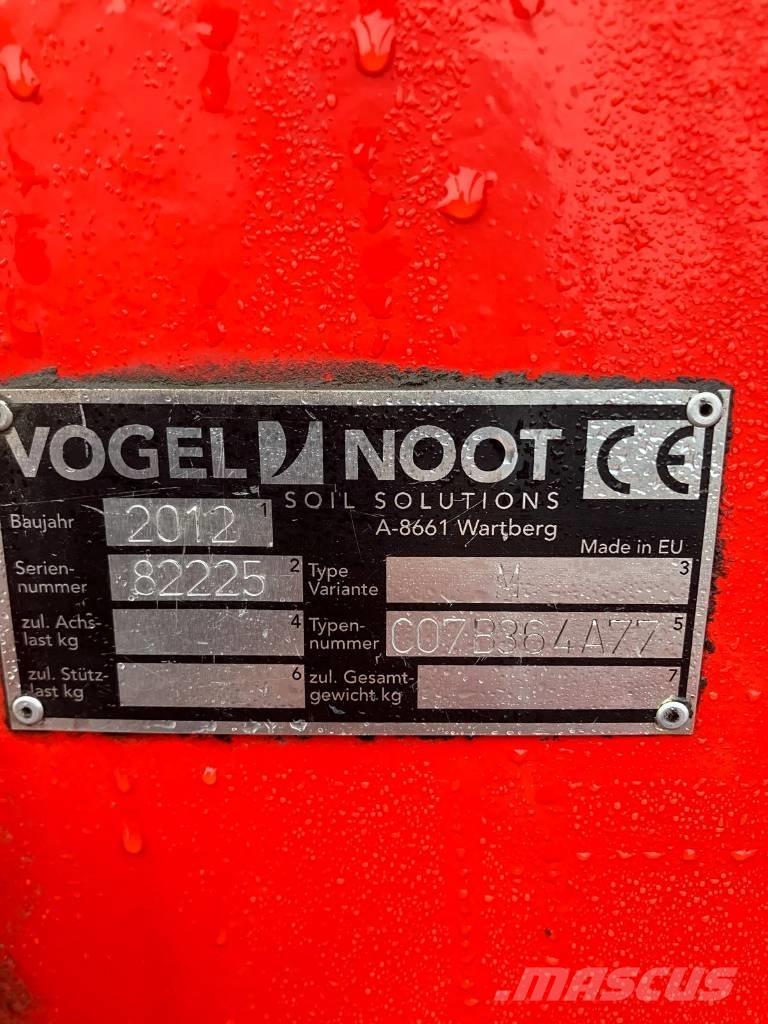 VOGEL NOOT CE
SOIL SOLUTIONS
A-8661 Wartberg
Made in EU
Baujahr 2012 1
Serien-
nummer 82225 2
Type
Variante M 3
zul. Achs-
last kg 4
Typen-
nummer C07B364A77 5
zul. Stütz-
last kg 6
zul. Gesamt-
gewicht kg 7
MASCUS